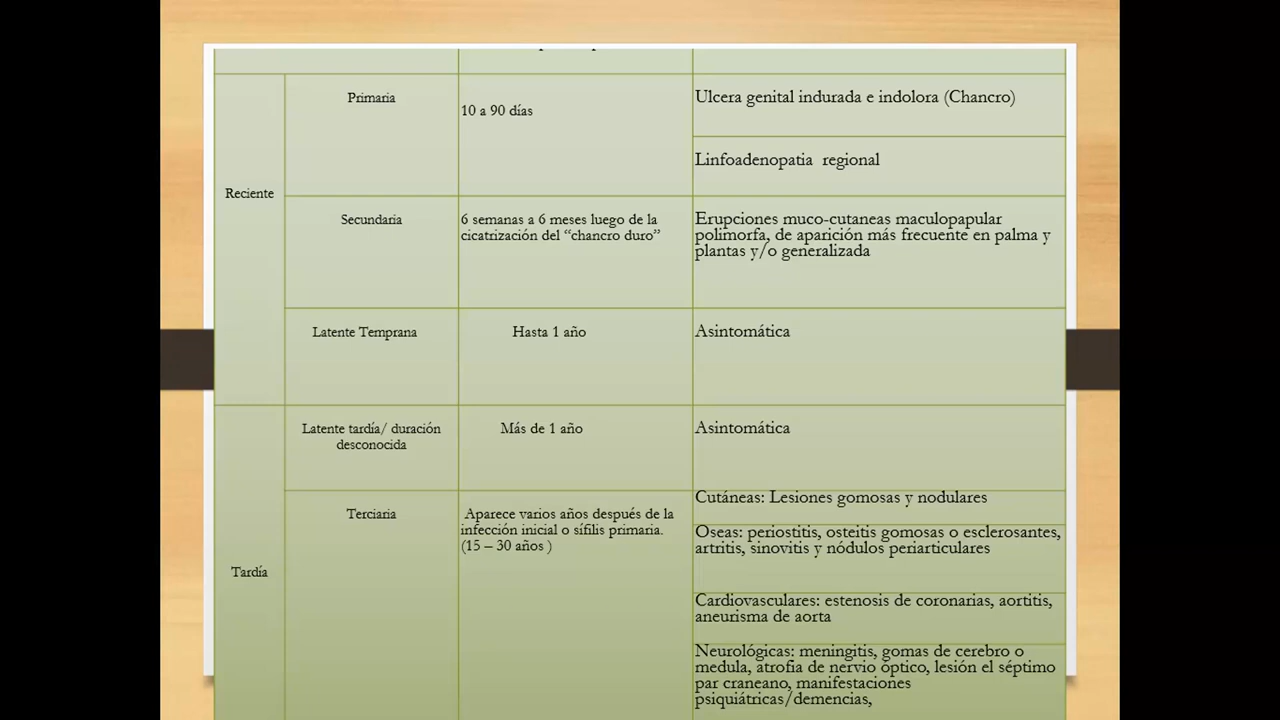 Primaria
10 a 90 días
Ulcera genital indurada e indolora (Chancro)
Linfoadenopatia regional
Reciente
Secundaria
6 semanas a 6 meses luego de la
cicatrización del “chancro duro”
Erupciones muco-cutaneas maculopapular
polimorfa, de aparición más frecuente en palma y
plantas y/o generalizada
Latente Temprana
Hasta 1 año
Asintomática
Latente tardía/ duración
desconocida
Más de 1 año
Asintomática
Tardía
Terciaria
Aparece varios años después de la
infección inicial o sífilis primaria.
(15 – 30 años )
Cutáneas: Lesiones gomosas y nodulares
Oseas: periostitis, osteitis gomosas o esclerosantes,
artritis, sinovitis y nódulos periarticulares
Cardiovasculares: estenosis de coronarias, aortitis,
aneurisma de aorta
Neurológicas: meningitis, gomas de cerebro o
medula, atrofia de nervio óptico, lesión el séptimo
par craneano, manifestaciones
psiquiátricas/demencias,